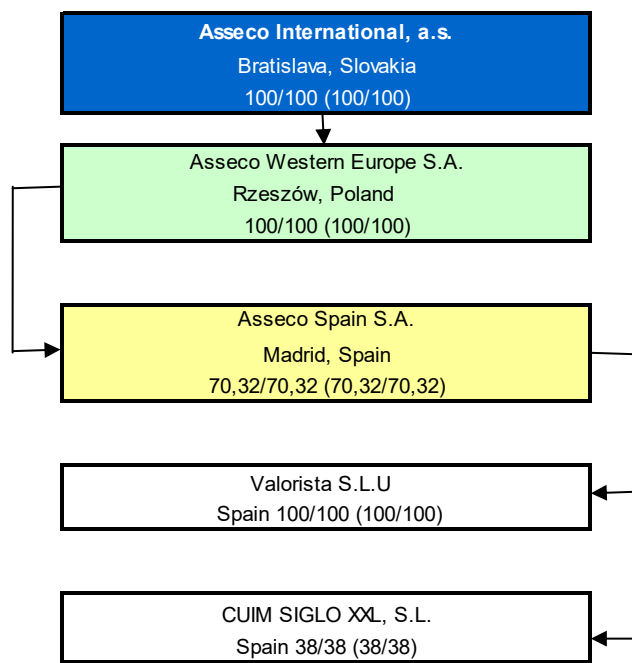 Asseco International, a.s.
Bratislava, Slovakia
100/100 (100/100)
Asseco Western Europe S.A.
Rzeszów, Poland
100/100 (100/100)
Asseco Spain S.A.
Madrid, Spain
70,32/70,32 (70,32/70,32)
Valorista S.L.U
Spain 100/100 (100/100)
CUIM SIGLO XXL, S.L.
Spain 38/38 (38/38)